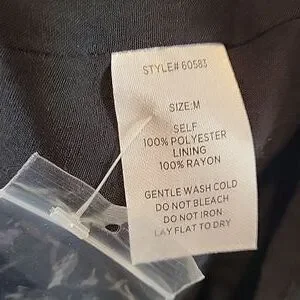 STYLE# 60583
SIZE:M
SELF
100% POLYESTER
LINING
100% RAYON
GENTLE WASH COLD
DO NOT BLEACH
DO NOT IRON
LAY FLAT TO DRY